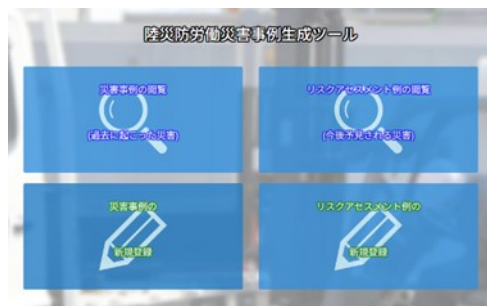 陸災防労働災害事例生成ツール
災害事例の閲覧
(過去に起こった災害)
リスクアセスメント例の閲覧
(今後予見される災害)
災害事例の
新規登録
リスクアセスメント例の
新規登録